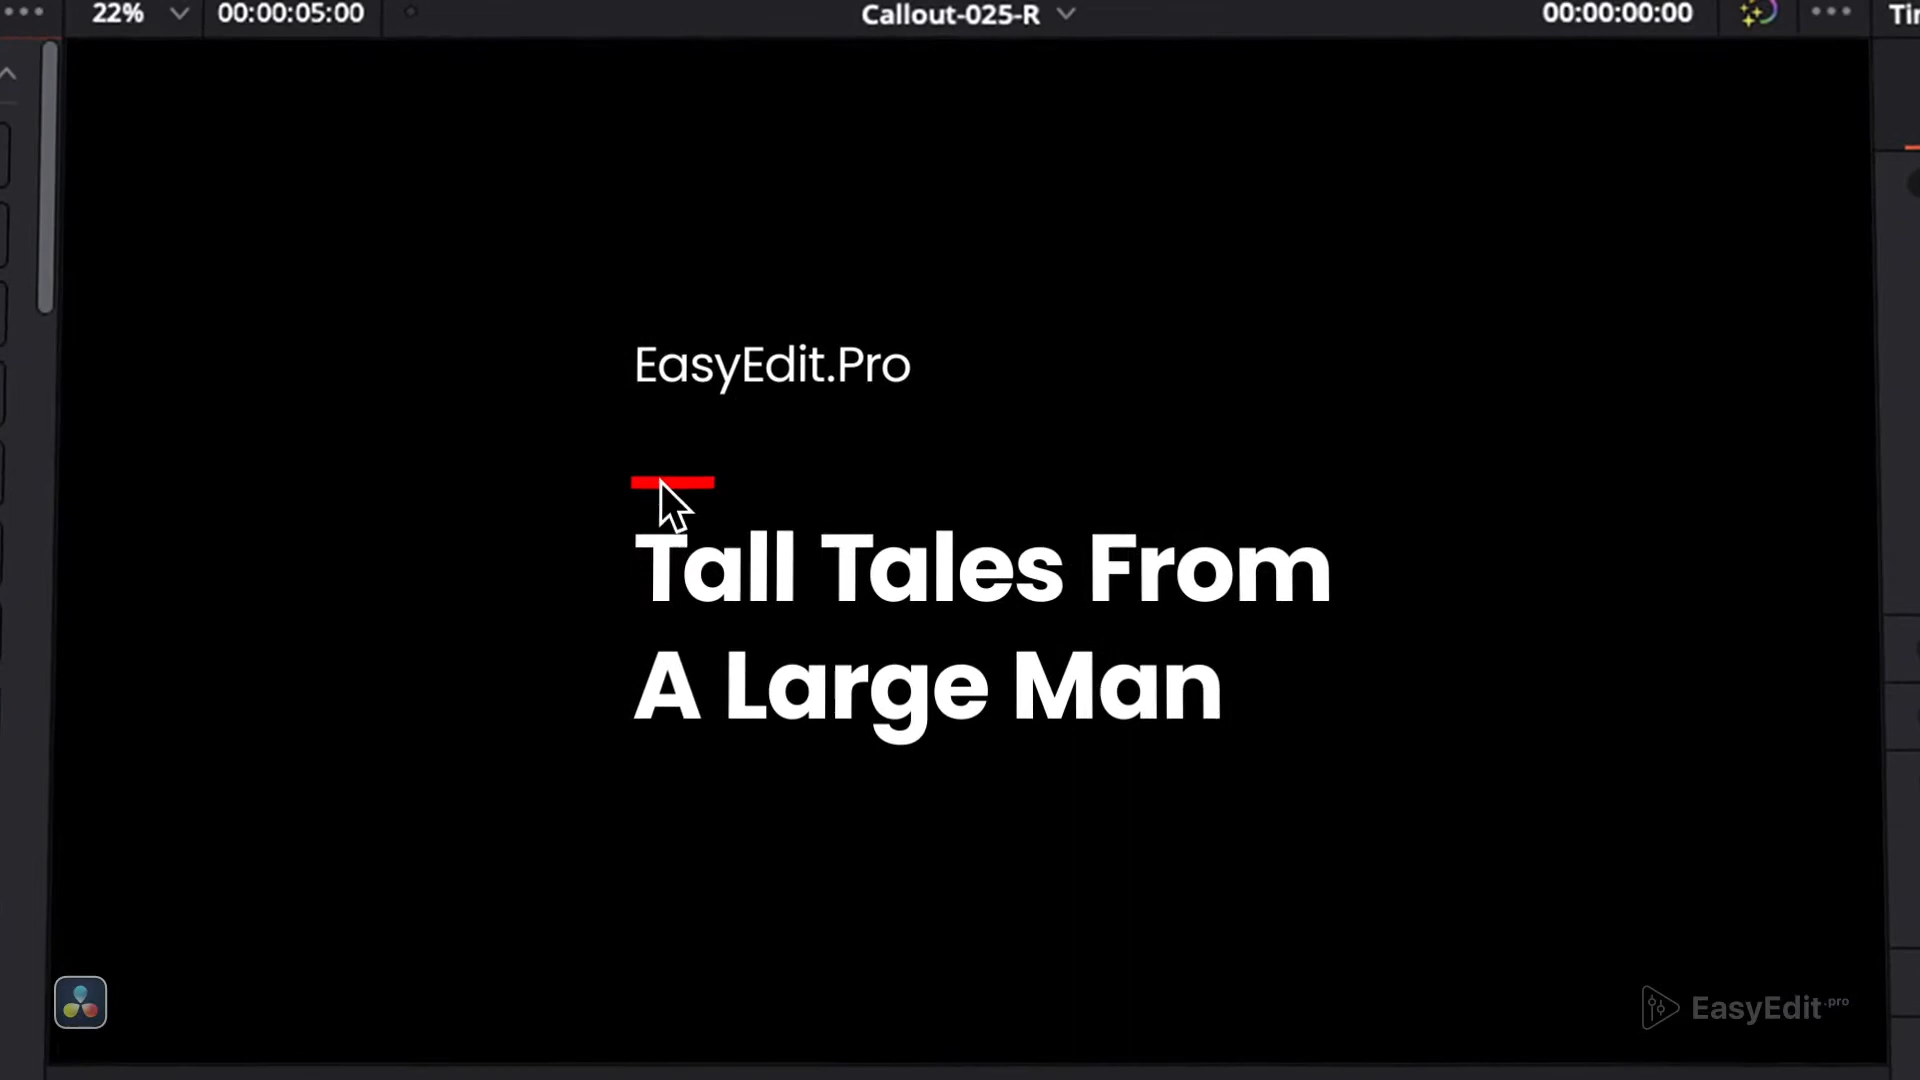 22%
00:00:05:00
Callout-025-R
00:00:00:00
EasyEdit.Pro
Tall Tales From
A Large Man
EasyEdit.pro